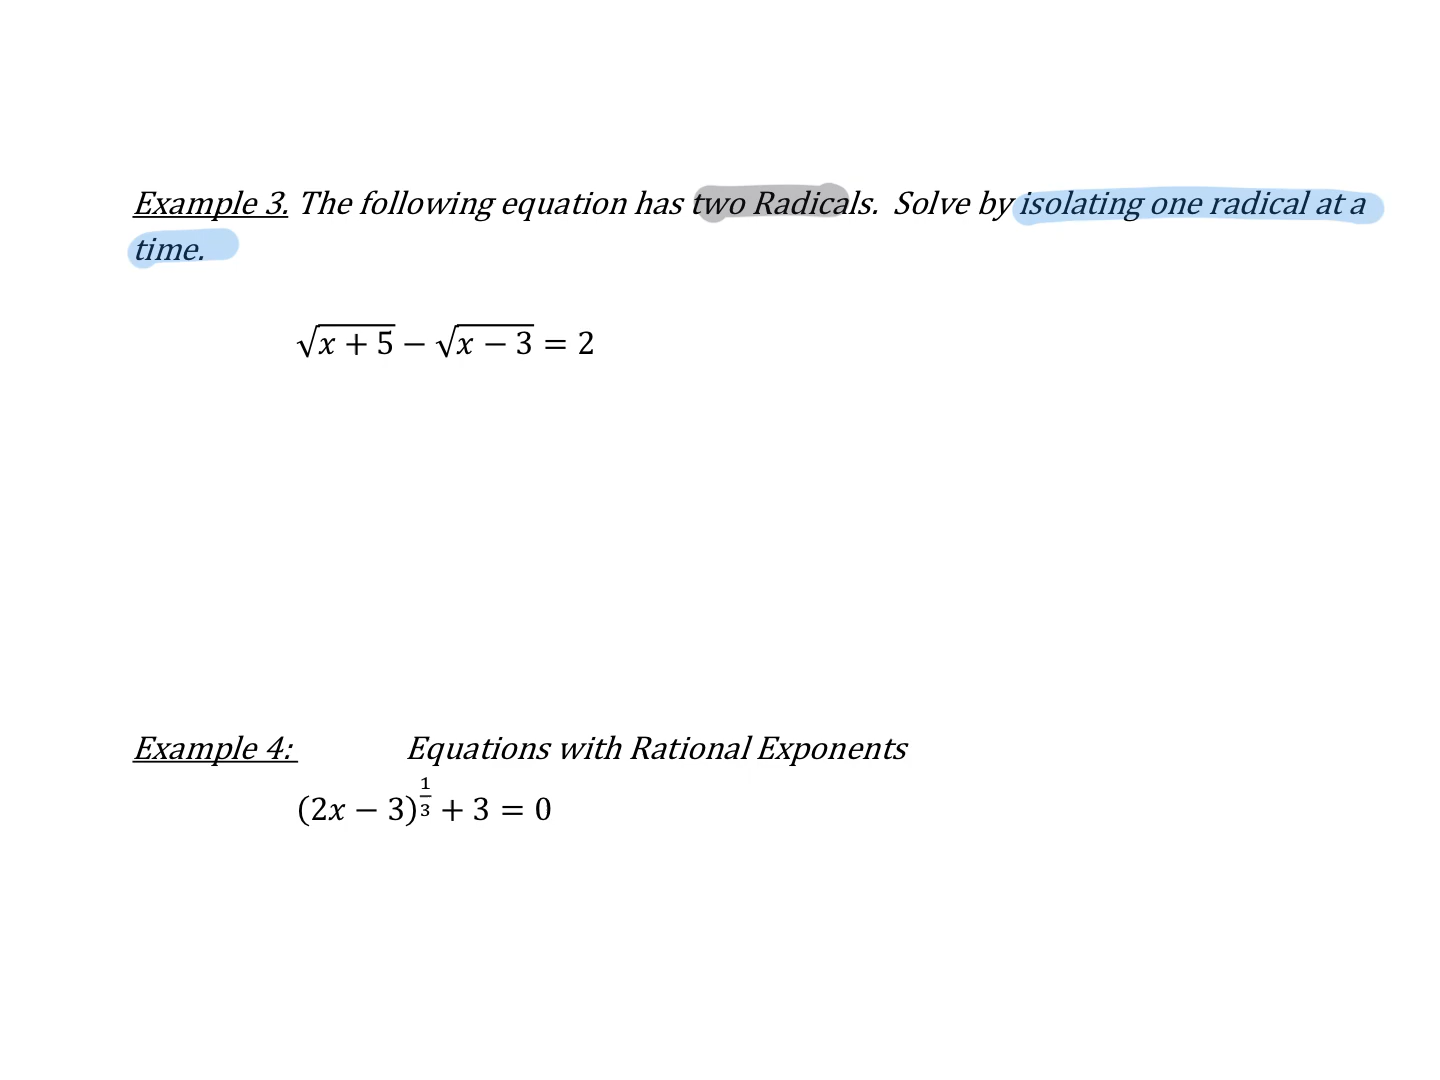 Example 3. The following equation has two Radicals. Solve by isolating one radical at a
time.
√x + 5 − √x − 3 = 2
Example 4: Equations with Rational Exponents
(2x − 3)^(1/3) + 3 = 0